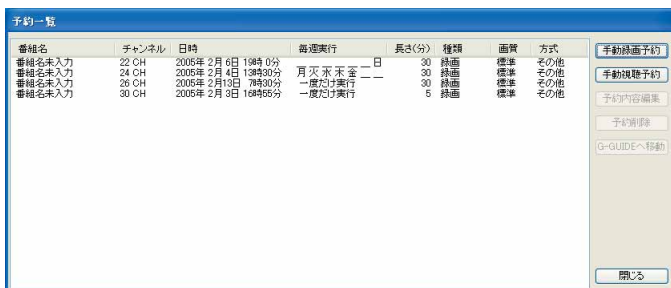 予約一覧
番組名 チャンネル 日時 毎週実行 長さ(分) 種類 画質 方式
番組名未入力 22 CH 2005年 2月 6日 19時 0分 _ _ _ _ _ _ 日 30 録画 標準 その他
番組名未入力 24 CH 2005年 2月 4日 13時30分 月 火 水 木 金 _ _ 30 録画 標準 その他
番組名未入力 26 CH 2005年 2月13日 7時30分 一度だけ実行 30 録画 標準 その他
番組名未入力 30 CH 2005年 2月 3日 16時55分 一度だけ実行 5 録画 標準 その他
手動録画予約
手動視聴予約
予約内容編集
予約削除
G-GUIDEへ移動
閉じる